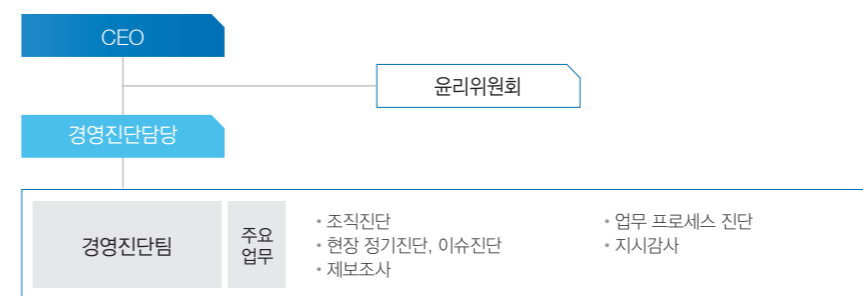 CEO
윤리위원회
경영진단담당
경영진단팀
주요
업무
• 조직진단
• 현장 정기진단, 이슈진단
• 제보조사
• 업무 프로세스 진단
• 지시감사